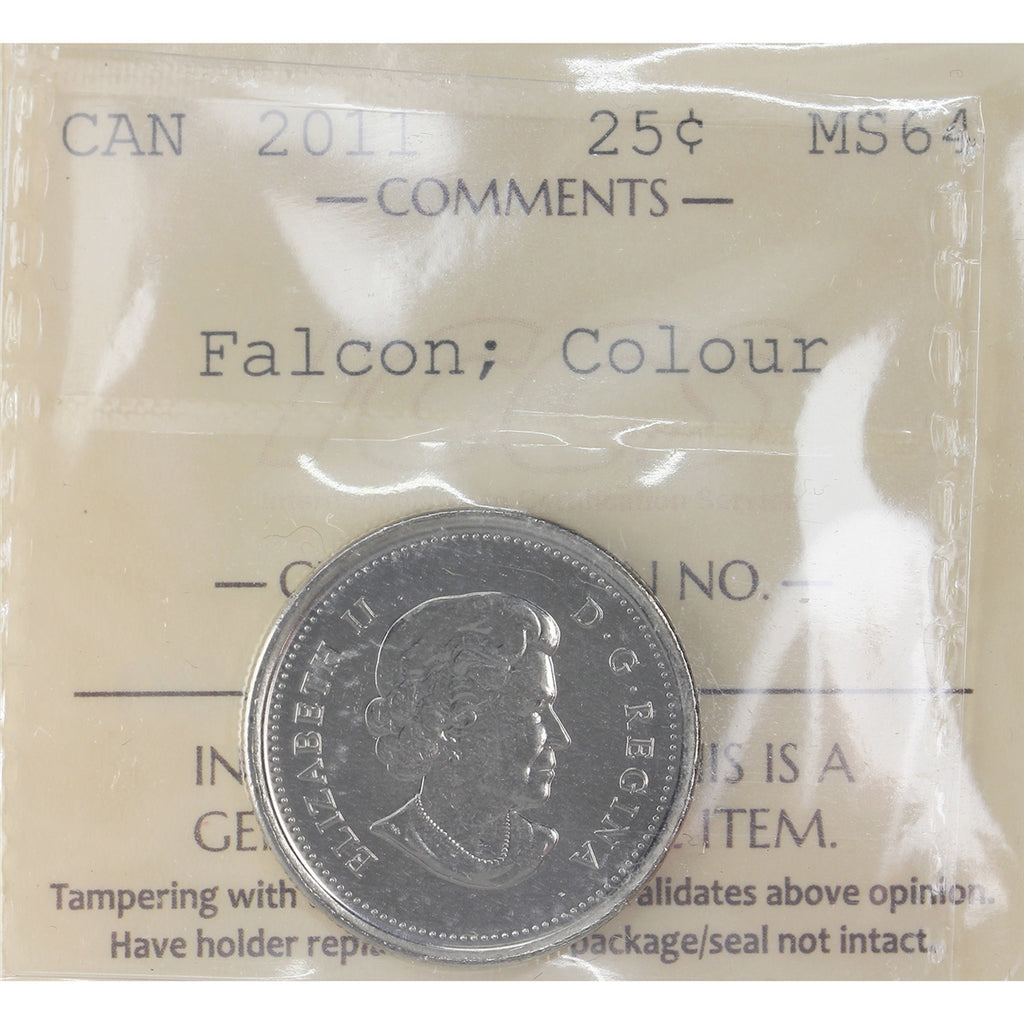 CAN 2011 25¢ MS64
— COMMENTS —
Falcon; Colour
— C NO. —
ELIZABETH II D·G·REGINA
IN IS IS A
GE ITEM.
Tampering with alidates above opinion.
Have holder repla package/seal not intact.